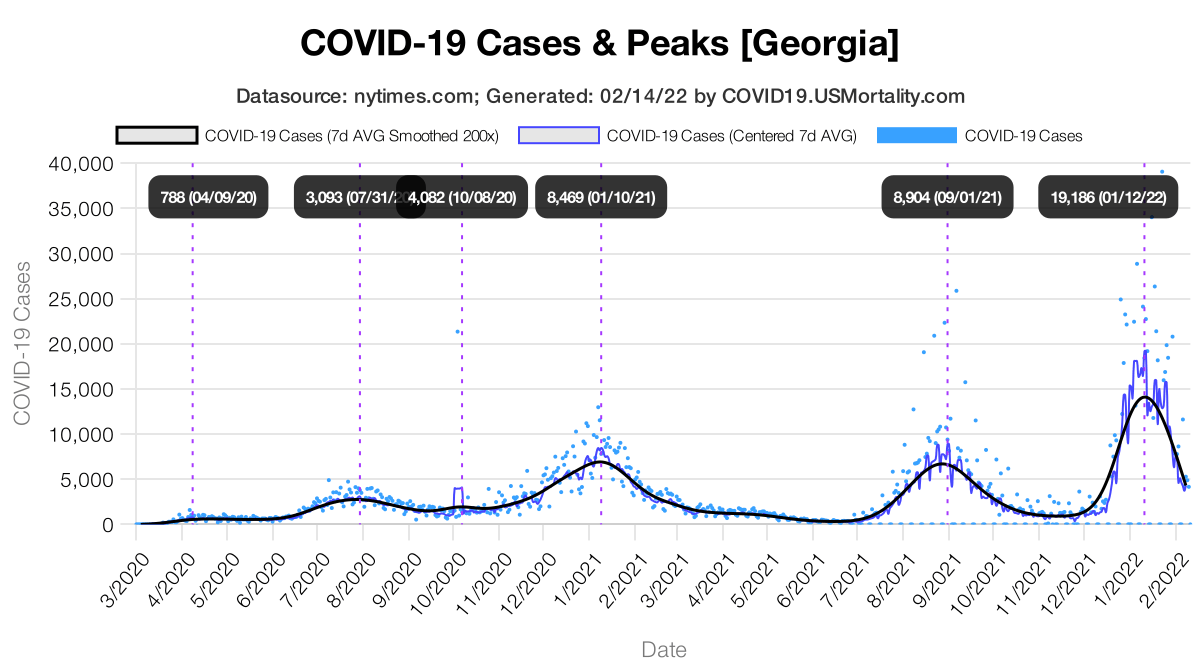 COVID-19 Cases & Peaks [Georgia]
Datasource: nytimes.com; Generated: 02/14/22 by COVID19.USMortality.com
COVID-19 Cases (7d AVG Smoothed 200x) COVID-19 Cases (Centered 7d AVG) COVID-19 Cases
40,000
788 (04/09/20) 3,093 (07/31/20 4,082 (10/08/20) 8,469 (01/10/21) 8,904 (09/01/21) 19,186 (01/12/22)
35,000
30,000
25,000
20,000
15,000
10,000
5,000
0
COVID-19 Cases
3/2020 4/2020 5/2020 6/2020 7/2020 8/2020 9/2020 10/2020 11/2020 12/2020 1/2021 2/2021 3/2021 4/2021 5/2021 6/2021 7/2021 8/2021 9/2021 10/2021 11/2021 12/2021 1/2022 2/2022
Date